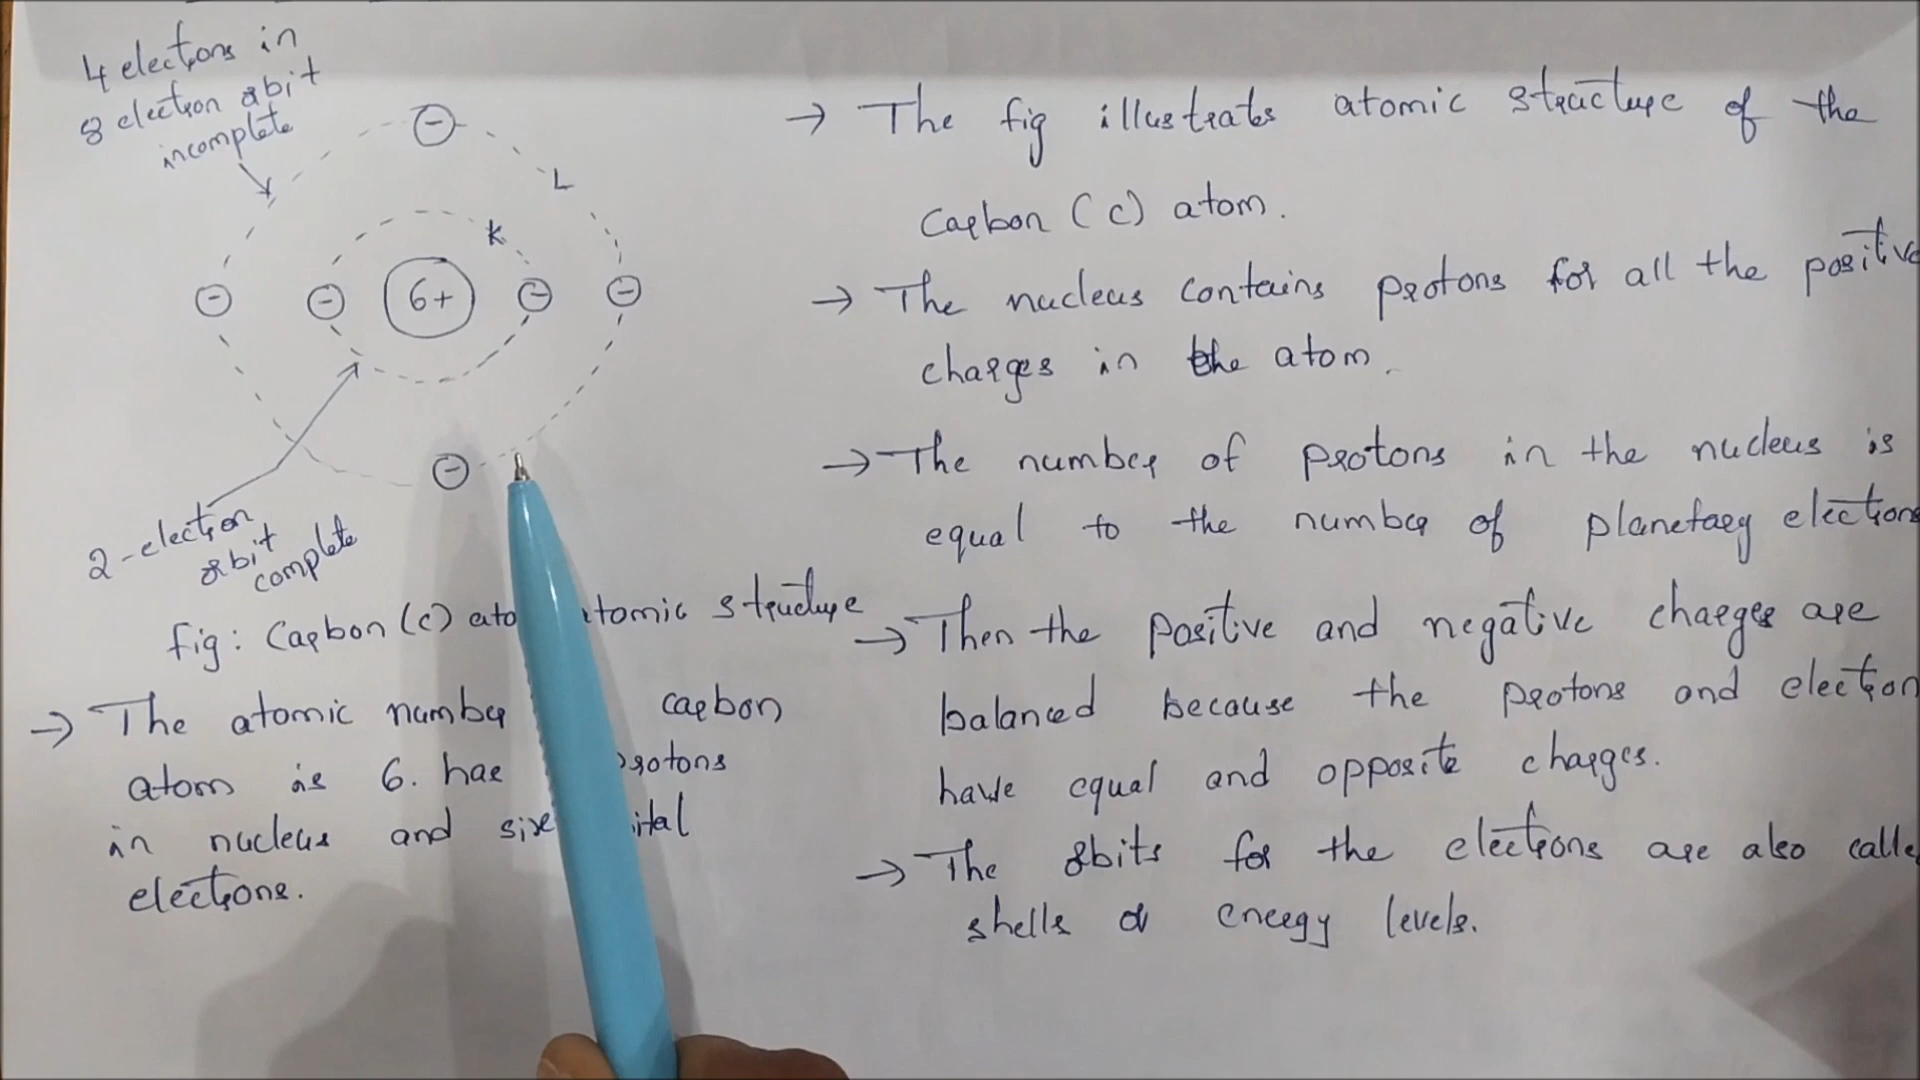 4 electrons in
8 electron orbit
incomplete
-
L
K
- - 6+ - -
-
2-electron
orbit
complete
fig: Carbon (c) atomic structure
→ The atomic number carbon
atom is 6. has protons
in nucleus and six
electrons.
→ The fig illustrates atomic structure of the
Carbon (c) atom.
→ The nucleus contains protons for all the positive
charges in the atom.
→ The number of protons in the nucleus is
equal to the number of planetary electrons
→ Then the positive and negative charges are
balanced because the protons and electron
have equal and opposite charges.
→ The orbits for the electrons are also called
shells or energy levels.